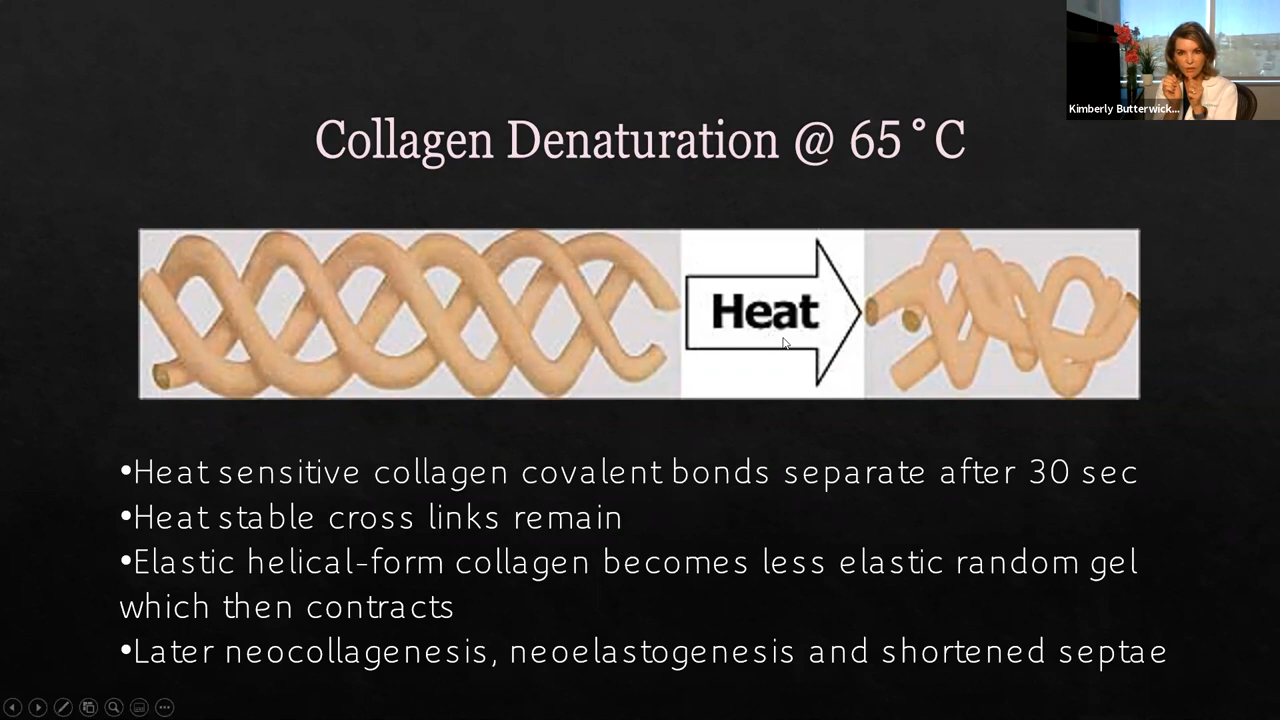 Kimberly Butterwick...
Collagen Denaturation @ 65°C
Heat
•Heat sensitive collagen covalent bonds separate after 30 sec
•Heat stable cross links remain
•Elastic helical-form collagen becomes less elastic random gel
which then contracts
•Later neocollagenesis, neoelastogenesis and shortened septae